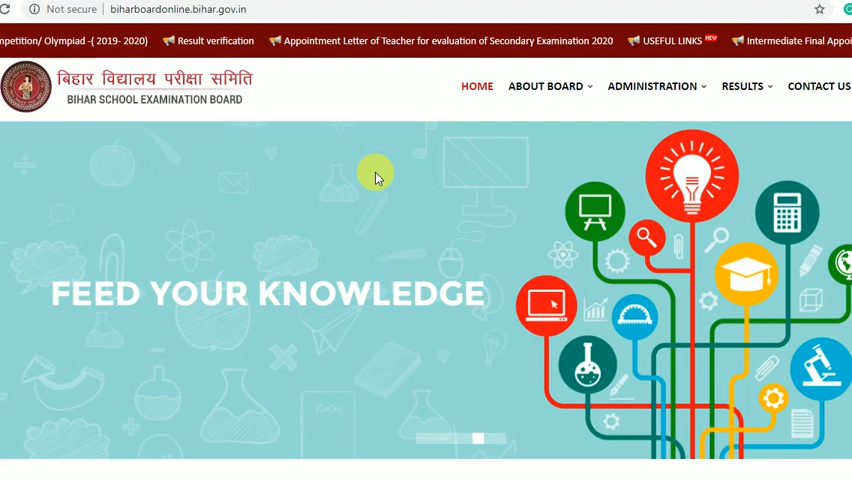 Not secure biharboardonline.bihar.gov.in
Olympiad -( 2019- 2020) Result verification Appointment Letter of Teacher for evaluation of Secondary Examination 2020 USEFUL LINKS NEW Intermediate Final
बिहार विद्यालय परीक्षा समिति
BIHAR SCHOOL EXAMINATION BOARD
HOME ABOUT BOARD ADMINISTRATION RESULTS CONTACT US
FEED YOUR KNOWLEDGE
Notes